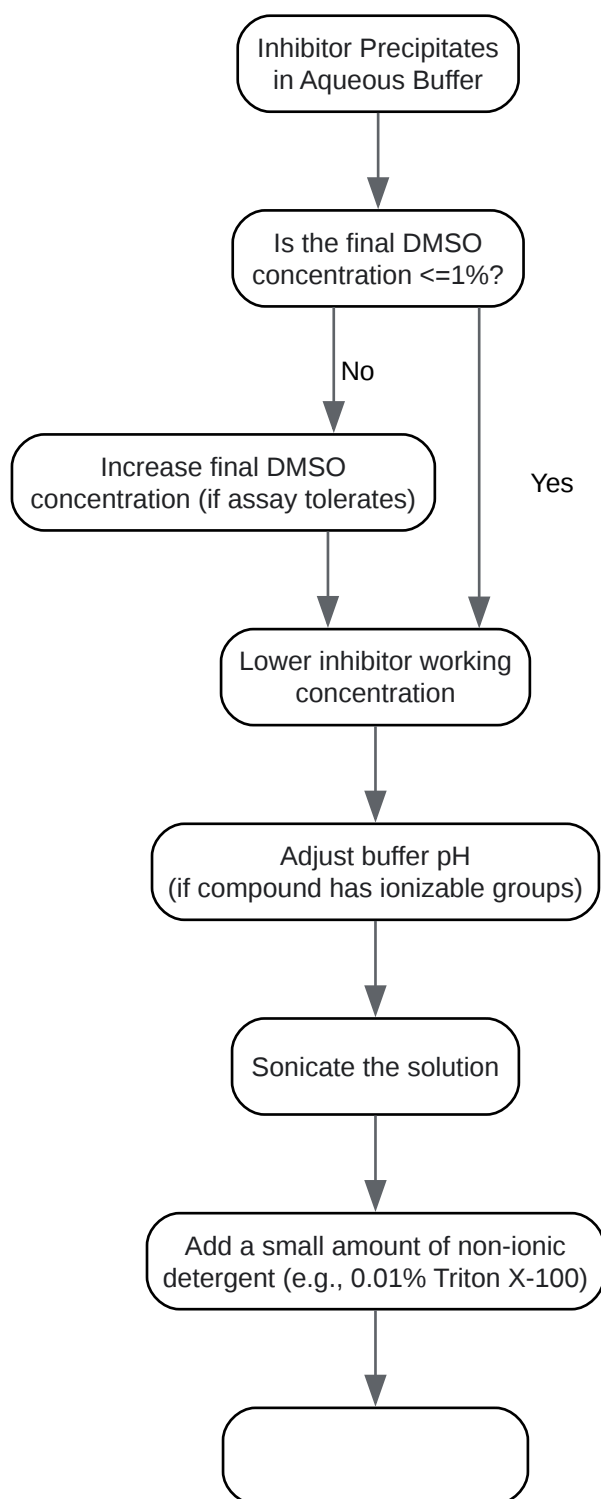 Inhibitor Precipitates
in Aqueous Buffer
Is the final DMSO
concentration <=1%?
No
Increase final DMSO
concentration (if assay tolerates)
Yes
Lower inhibitor working
concentration
Adjust buffer pH
(if compound has ionizable groups)
Sonicate the solution
Add a small amount of non-ionic
detergent (e.g., 0.01% Triton X-100)